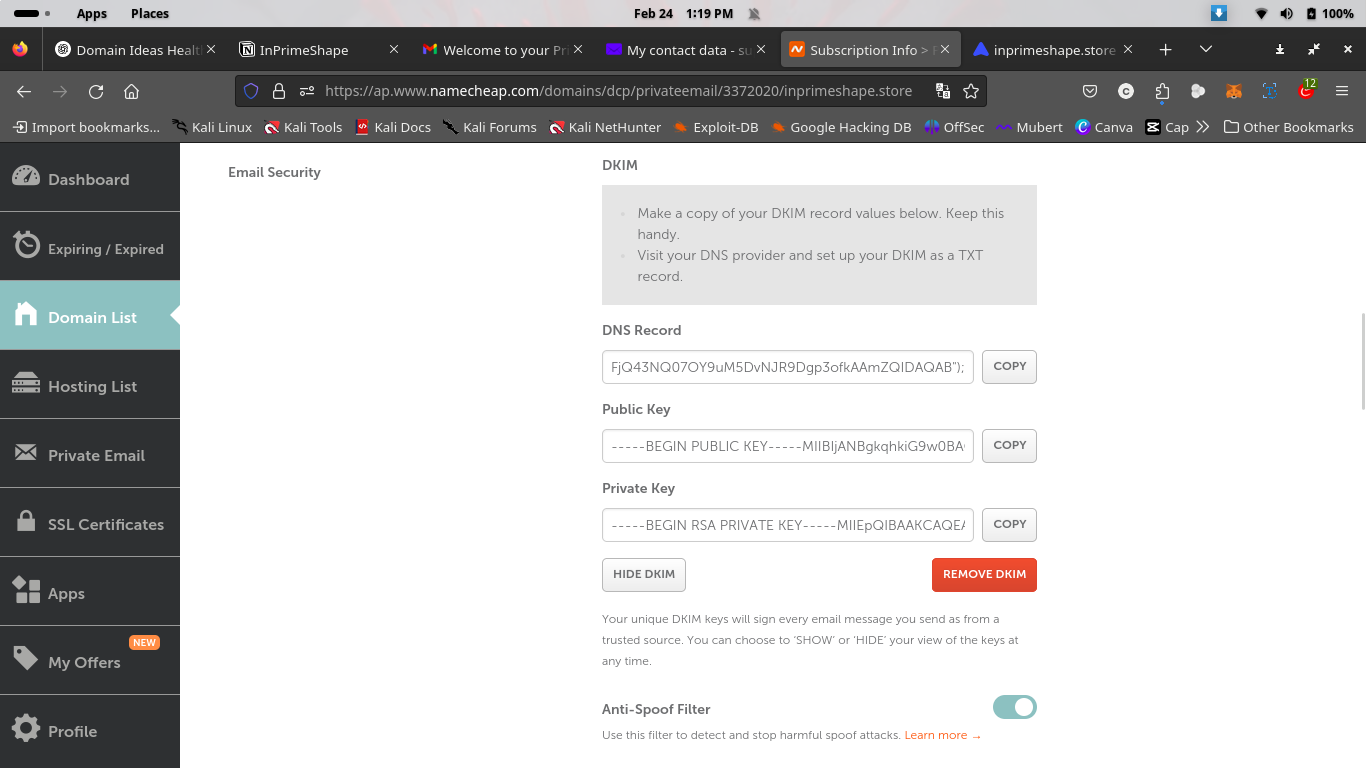 Apps Places Feb 24 1:19 PM 100%
Domain Ideas Healt InPrimeShape Welcome to your Pri My contact data - su Subscription Info > P inprimeshape.store
https://ap.www.namecheap.com/domains/dcp/privateemail/3372020/inprimeshape.store 12
Import bookmarks... Kali Linux Kali Tools Kali Docs Kali Forums Kali NetHunter Exploit-DB Google Hacking DB OffSec Mubert Canva Cap Other Bookmarks
Dashboard
Expiring / Expired
Domain List
Hosting List
Private Email
SSL Certificates
Apps
NEW
My Offers
Profile
Email Security
DKIM
Make a copy of your DKIM record values below. Keep this
handy.
Visit your DNS provider and set up your DKIM as a TXT
record.
DNS Record
FjQ43NQ07OY9uM5DvNJR9Dgp3ofkAAmZQIDAQAB"); COPY
Public Key
-----BEGIN PUBLIC KEY-----MIIBIjANBgkqhkiG9w0BA COPY
Private Key
-----BEGIN RSA PRIVATE KEY-----MIIEpQIBAAKCAQEA COPY
HIDE DKIM REMOVE DKIM
Your unique DKIM keys will sign every email message you send as from a
trusted source. You can choose to 'SHOW' or 'HIDE' your view of the keys at
any time.
Anti-Spoof Filter
Use this filter to detect and stop harmful spoof attacks. Learn more →